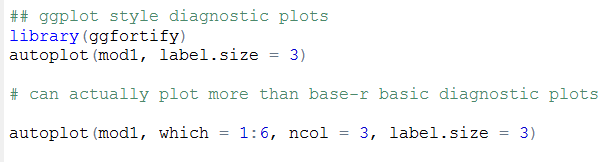 ## ggplot style diagnostic plots
library(ggfortify)
autoplot(mod1, label.size = 3)
# can actually plot more than base-r basic diagnostic plots
autoplot(mod1, which = 1:6, ncol = 3, label.size = 3)